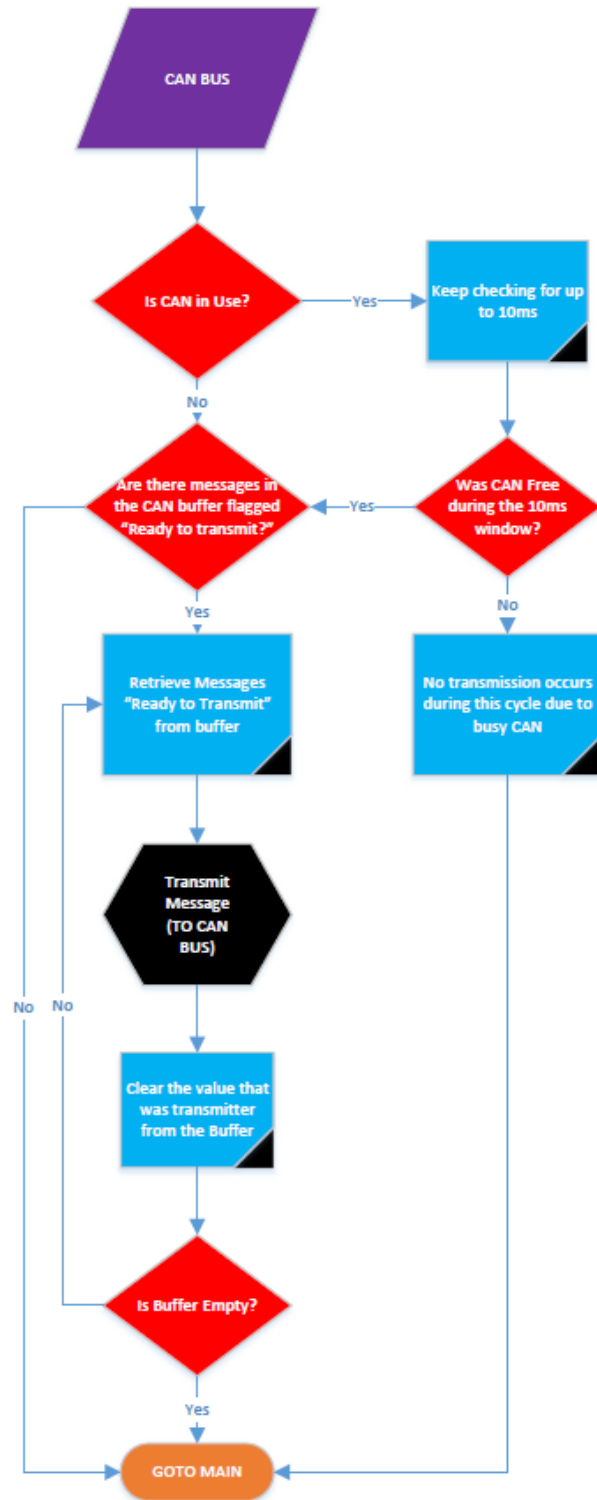 CAN BUS
Is CAN in Use?
Yes
Keep checking for up
to 10ms
No
Are there messages in
the CAN buffer flagged
“Ready to transmit?”
Yes
Was CAN Free
during the 10ms
window?
Yes
No
Retrieve Messages
“Ready to Transmit”
from buffer
No transmission occurs
during this cycle due to
busy CAN
Transmit
Message
(TO CAN
BUS)
No
No
Clear the value that
was transmitter
from the Buffer
Is Buffer Empty?
Yes
GOTO MAIN